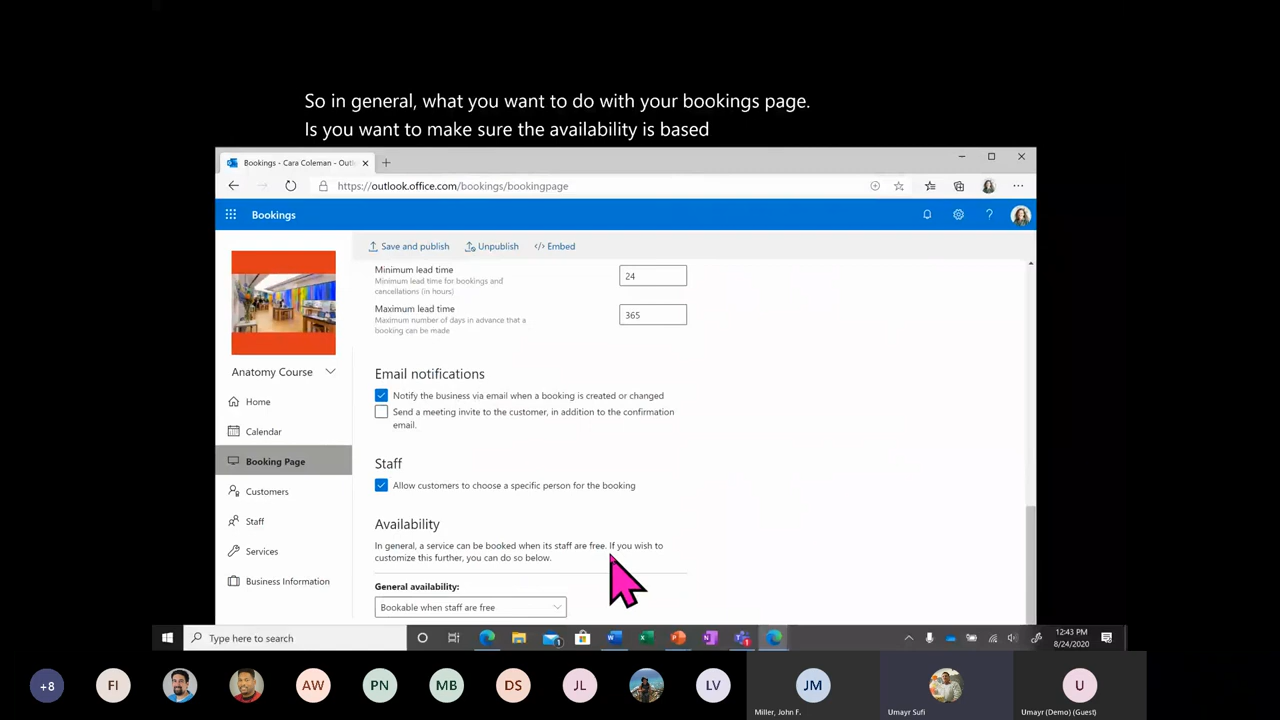 So in general, what you want to do with your bookings page.
Is you want to make sure the availability is based
Bookings - Cara Coleman - Outl
https://outlook.office.com/bookings/bookingpage
Bookings
Save and publish
Unpublish
</> Embed
Minimum lead time
Minimum lead time for bookings and
cancellations (in hours)
24
Maximum lead time
Maximum number of days in advance that a
booking can be made
365
Anatomy Course
Home
Calendar
Booking Page
Customers
Staff
Services
Business Information
Email notifications
Notify the business via email when a booking is created or changed
Send a meeting invite to the customer, in addition to the confirmation
email.
Staff
Allow customers to choose a specific person for the booking
Availability
In general, a service can be booked when its staff are free. If you wish to
customize this further, you can do so below.
General availability:
Bookable when staff are free
Type here to search
12:43 PM
8/24/2020
+8
FI
AW
PN
MB
DS
JL
LV
JM
U
Miller, John F.
Umayr Sufi
Umayr (Demo) (Guest)